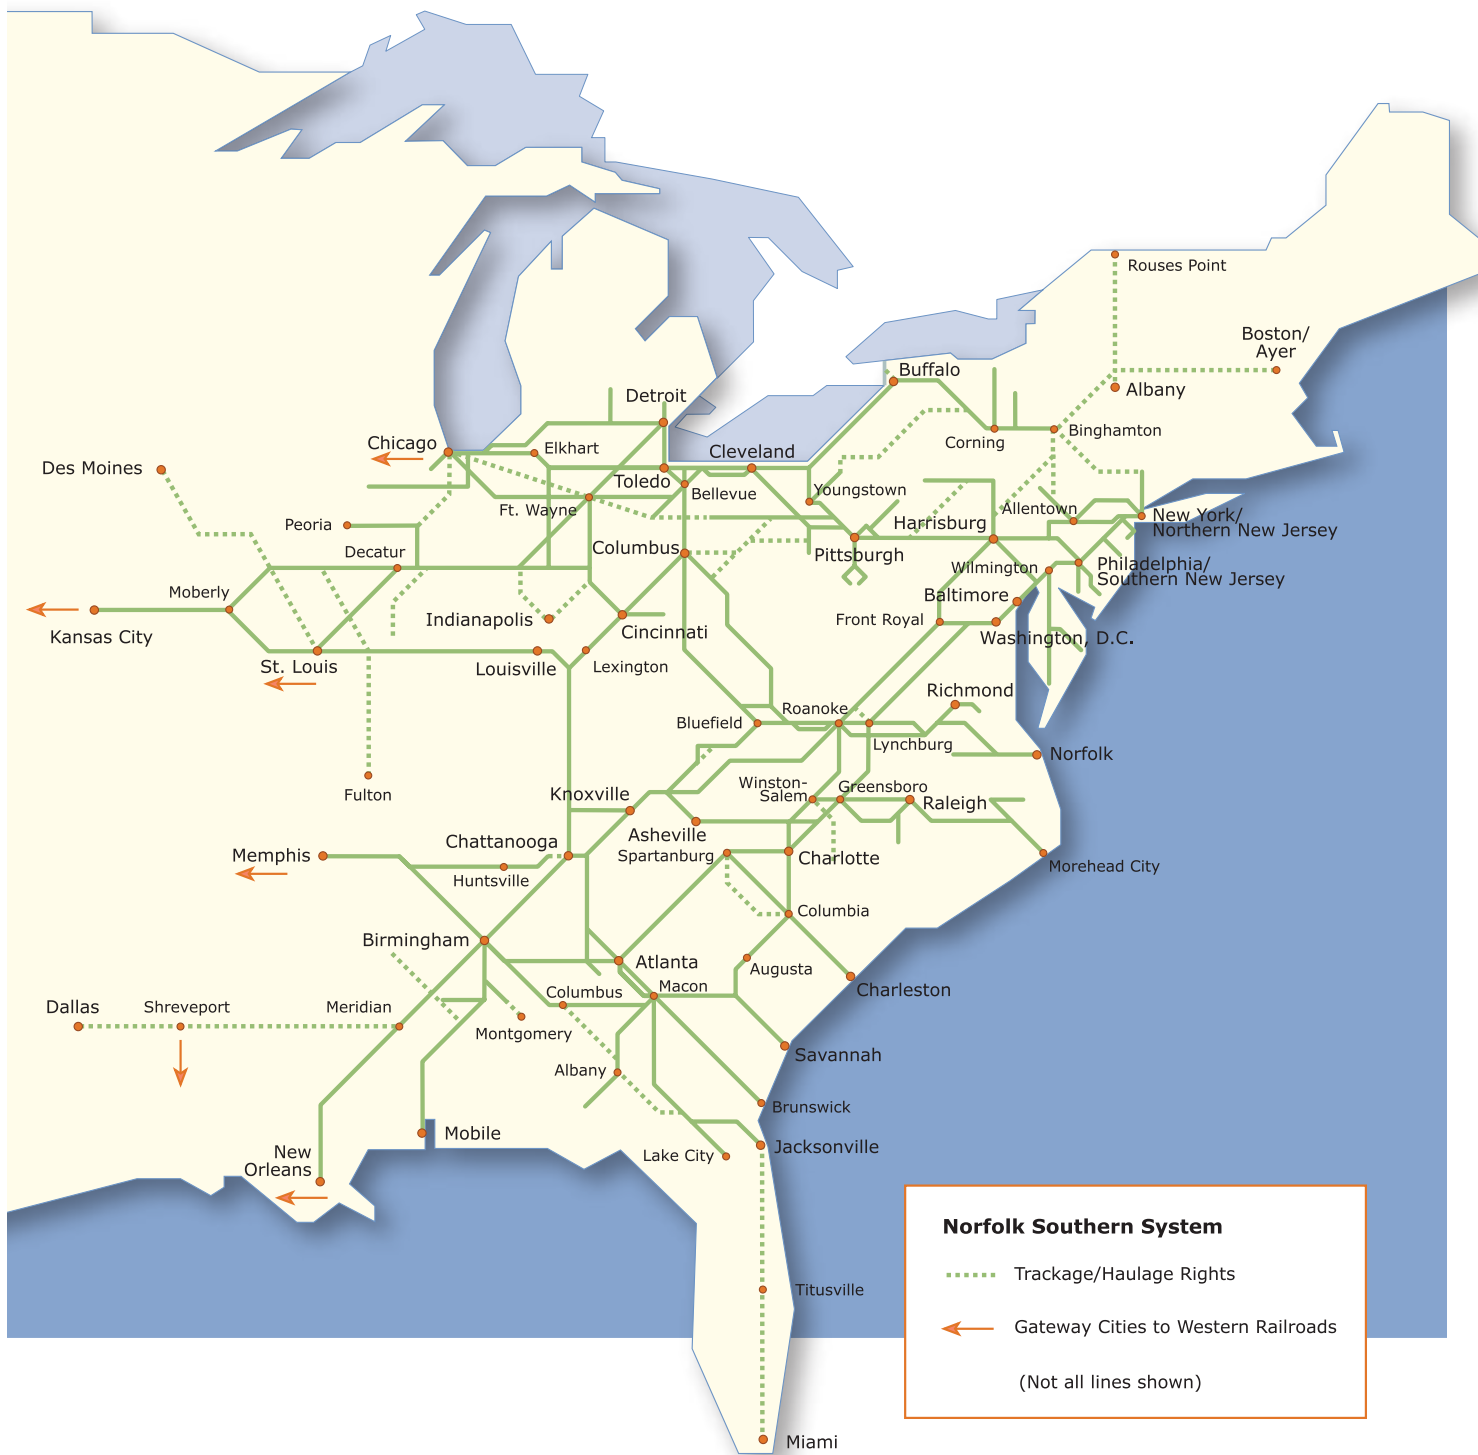 Rouses Point
Boston/
Ayer
Buffalo
Albany
Detroit
Corning
Binghamton
Chicago
Elkhart
Cleveland
Des Moines
Toledo
Bellevue
Youngstown
Ft. Wayne
Allentown
New York/
Northern New Jersey
Peoria
Harrisburg
Decatur
Columbus
Pittsburgh
Wilmington
Philadelphia/
Southern New Jersey
Moberly
Baltimore
Indianapolis
Front Royal
Kansas City
Cincinnati
Washington, D.C.
St. Louis
Louisville
Lexington
Richmond
Bluefield
Roanoke
Lynchburg
Norfolk
Winston-
Salem
Greensboro
Fulton
Knoxville
Raleigh
Asheville
Chattanooga
Memphis
Spartanburg
Charlotte
Morehead City
Huntsville
Columbia
Birmingham
Atlanta
Augusta
Columbus
Macon
Charleston
Dallas
Shreveport
Meridian
Montgomery
Savannah
Albany
Brunswick
Mobile
Jacksonville
New
Orleans
Lake City
Norfolk Southern System
Trackage/Haulage Rights
Titusville
Gateway Cities to Western Railroads
(Not all lines shown)
Miami